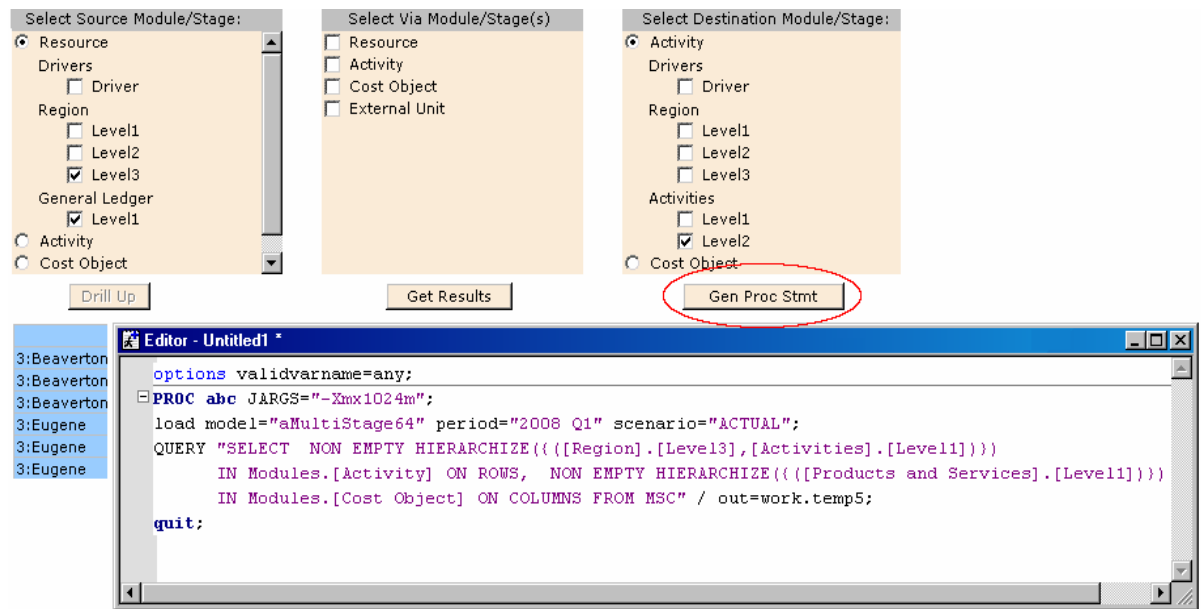 Select Source Module/Stage:
Resource
Drivers
Driver
Region
Level1
Level2
Level3
General Ledger
Level1
Activity
Cost Object
Drill Up
Select Via Module/Stage(s)
Resource
Activity
Cost Object
External Unit
Get Results
Select Destination Module/Stage:
Activity
Drivers
Driver
Region
Level1
Level2
Level3
Activities
Level1
Level2
Cost Object
Gen Proc Stmt
3:Beaverton
3:Beaverton
3:Beaverton
3:Eugene
3:Eugene
3:Eugene
Editor - Untitled1 *
options validvarname=any;
PROC abc JARGS="-Xmx1024m";
load model="aMultiStage64" period="2008 Q1" scenario="ACTUAL";
QUERY "SELECT  NON EMPTY HIERARCHIZE({([Region].[Level3],[Activities].[Level1])})
IN Modules.[Activity] ON ROWS,  NON EMPTY HIERARCHIZE({([Products and Services].[Level1])})
IN Modules.[Cost Object] ON COLUMNS FROM MSC" / out=work.temp5;
quit;